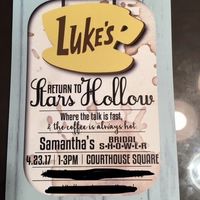 LUKE'S
RETURN TO
Stars Hollow
Where the talk is fast,
& the coffee is always hot
Samantha's BRIDAL SHOWER
4.23.17 1-3PM COURTHOUSE SQUARE